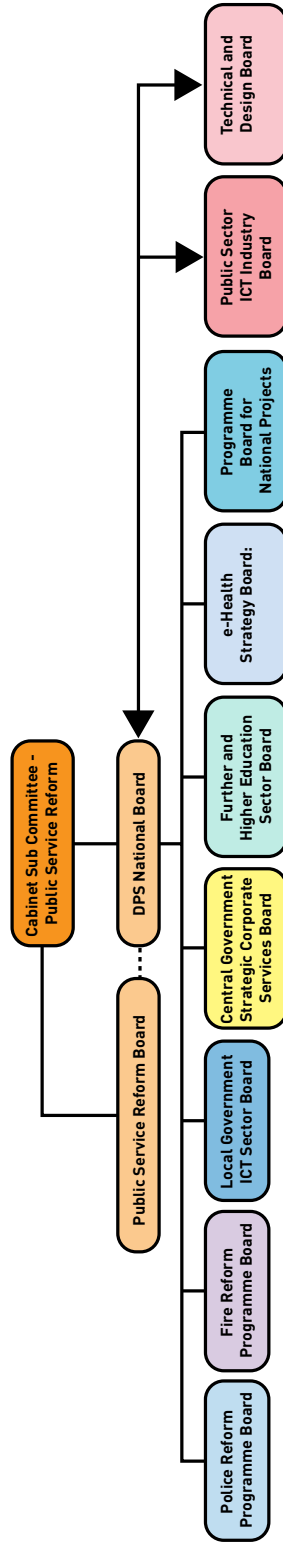 Cabinet Sub Committee -
Public Service Reform
Public Service Reform Board
DPS National Board
Police Reform
Programme Board
Fire Reform
Programme Board
Local Government
ICT Sector Board
Central Government
Strategic Corporate
Services Board
Further and
Higher Education
Sector Board
e-Health
Strategy Board:
Programme
Board for
National Projects
Public Sector
ICT Industry
Board
Technical and
Design Board